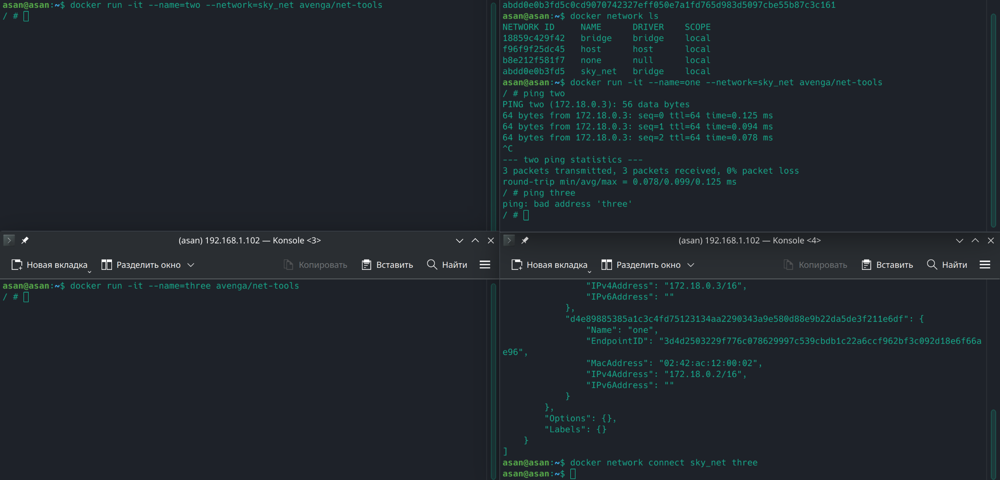 asan@asan:~$ docker run -it --name=two --network=sky_net avenga/net-tools
/ #
abdd0e0b3fd5c0cd9070742327eff050e7a1fd765d983d5097cbe55b87c3c161
asan@asan:~$ docker network ls
NETWORK ID     NAME      DRIVER    SCOPE
18859c429f42   bridge    bridge    local
f96f9f25dc45   host      host      local
b8e212f581f7   none      null      local
abdd0e0b3fd5   sky_net   bridge    local
asan@asan:~$ docker run -it --name=one --network=sky_net avenga/net-tools
/ # ping two
PING two (172.18.0.3): 56 data bytes
64 bytes from 172.18.0.3: seq=0 ttl=64 time=0.125 ms
64 bytes from 172.18.0.3: seq=1 ttl=64 time=0.094 ms
64 bytes from 172.18.0.3: seq=2 ttl=64 time=0.078 ms
^C
--- two ping statistics ---
3 packets transmitted, 3 packets received, 0% packet loss
round-trip min/avg/max = 0.078/0.099/0.125 ms
/ # ping three
ping: bad address 'three'
/ #
(asan) 192.168.1.102 — Konsole <3>
Новая вкладка Разделить окно Копировать Вставить Найти
asan@asan:~$ docker run -it --name=three avenga/net-tools
/ #
(asan) 192.168.1.102 — Konsole <4>
Новая вкладка Разделить окно Копировать Вставить Найти
                "IPv4Address": "172.18.0.3/16",
                "IPv6Address": ""
            },
            "d4e89885385a1c3c4fd75123134aa2290343a9e580d88e9b22da5de3f211e6df": {
                "Name": "one",
                "EndpointID": "3d4d2503229f776c078629997c539cbdb1c22a6ccf962bf3c092d18e6f66a
e96",
                "MacAddress": "02:42:ac:12:00:02",
                "IPv4Address": "172.18.0.2/16",
                "IPv6Address": ""
            }
        },
        "Options": {},
        "Labels": {}
    }
]
asan@asan:~$ docker network connect sky_net three
asan@asan:~$